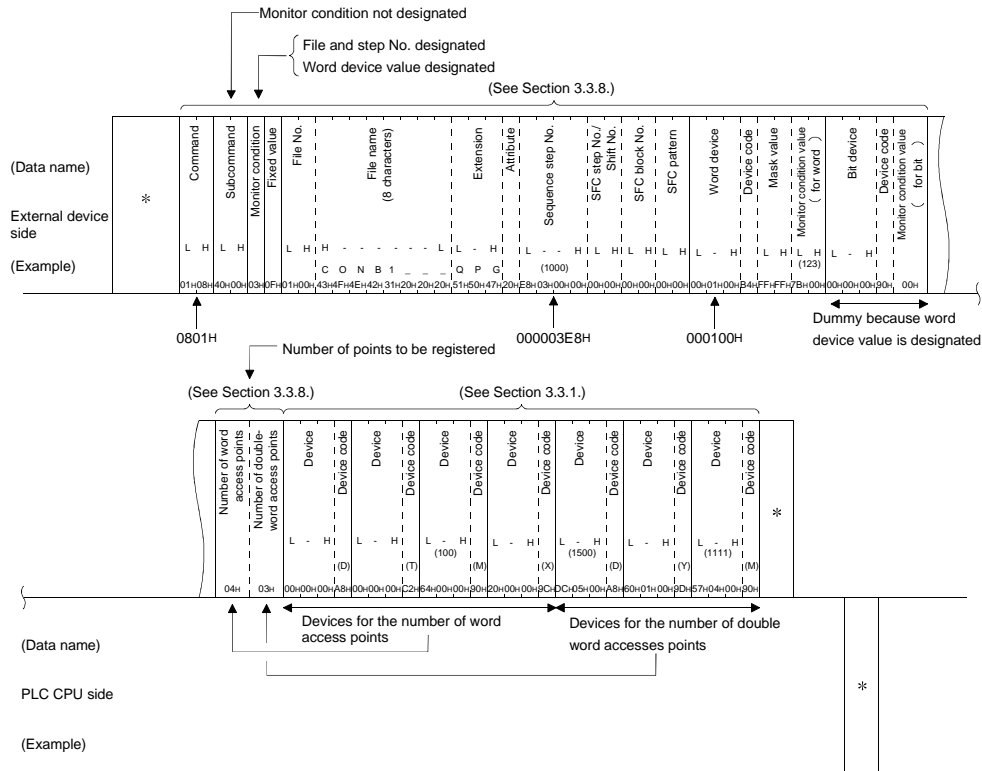 Monitor condition not designated
File and step No. designated
Word device value designated
(See Section 3.3.8.)
(Data name)
External device
side
(Example)
*
Command
Subcommand
Monitor condition
Fixed value
File No.
File name
(8 characters)
Extension
Attribute
Sequence step No.
SFC step No./
Shift No.
SFC block No.
SFC pattern
Word device
Device code
Mask value
Monitor condition value
(for word)
Bit device
Device code
Monitor condition value
(for bit)
L H L H L H H - - - - - - L L - H L - - H L H L H L H L - H L H L H L - H
C O N B 1 _ _ _ Q P G (1000) (123)
01H 08H 40H 00H 03H 0FH 01H 00H 43H 4FH 4EH 42H 31H 20H 20H 20H 51H 50H 47H 20H E8H 03H 00H 00H 00H 00H 00H 00H 00H 00H 00H 01H 00H B4H FFH FFH 7BH 00H 00H 00H 00H 90H 00H
0801H
000003E8H
000100H
Dummy because word
device value is designated
Number of points to be registered
(See Section 3.3.8.)
(See Section 3.3.1.)
Number of word
access points
Number of double-
word access points
Device
Device code
Device
Device code
Device
Device code
Device
Device code
Device
Device code
Device
Device code
Device
Device code
*
L - H L - H L - H L - H L - H L - H L - H
(100) (1500) (1111)
(D) (T) (M) (X) (D) (Y) (M)
04H 03H 00H 00H 00H A8H 00H 00H 00H C2H 64H 00H 00H 90H 20H 00H 00H 9CH DCH 05H 00H A8H 60H 01H 00H 9DH 57H 04H 00H 90H
Devices for the number of word
access points
Devices for the number of double
word accesses points
(Data name)
PLC CPU side
(Example)
*